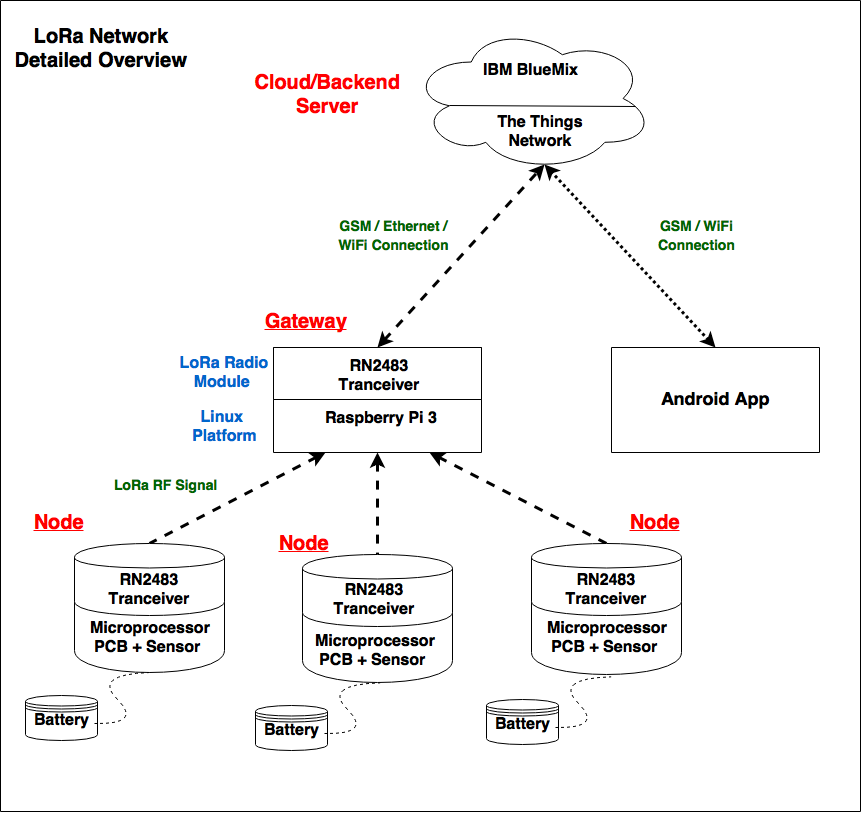 LoRa Network
Detailed Overview
IBM BlueMix
Cloud/Backend
Server
The Things
Network
GSM / Ethernet /
WiFi Connection
GSM / WiFi
Connection
Gateway
LoRa Radio
Module
RN2483
Tranceiver
Android App
Linux
Platform
Raspberry Pi 3
LoRa RF Signal
Node
Node
Node
RN2483
Tranceiver
Microprocessor
PCB + Sensor
RN2483
Tranceiver
Microprocessor
PCB + Sensor
RN2483
Tranceiver
Microprocessor
PCB + Sensor
Battery
Battery
Battery